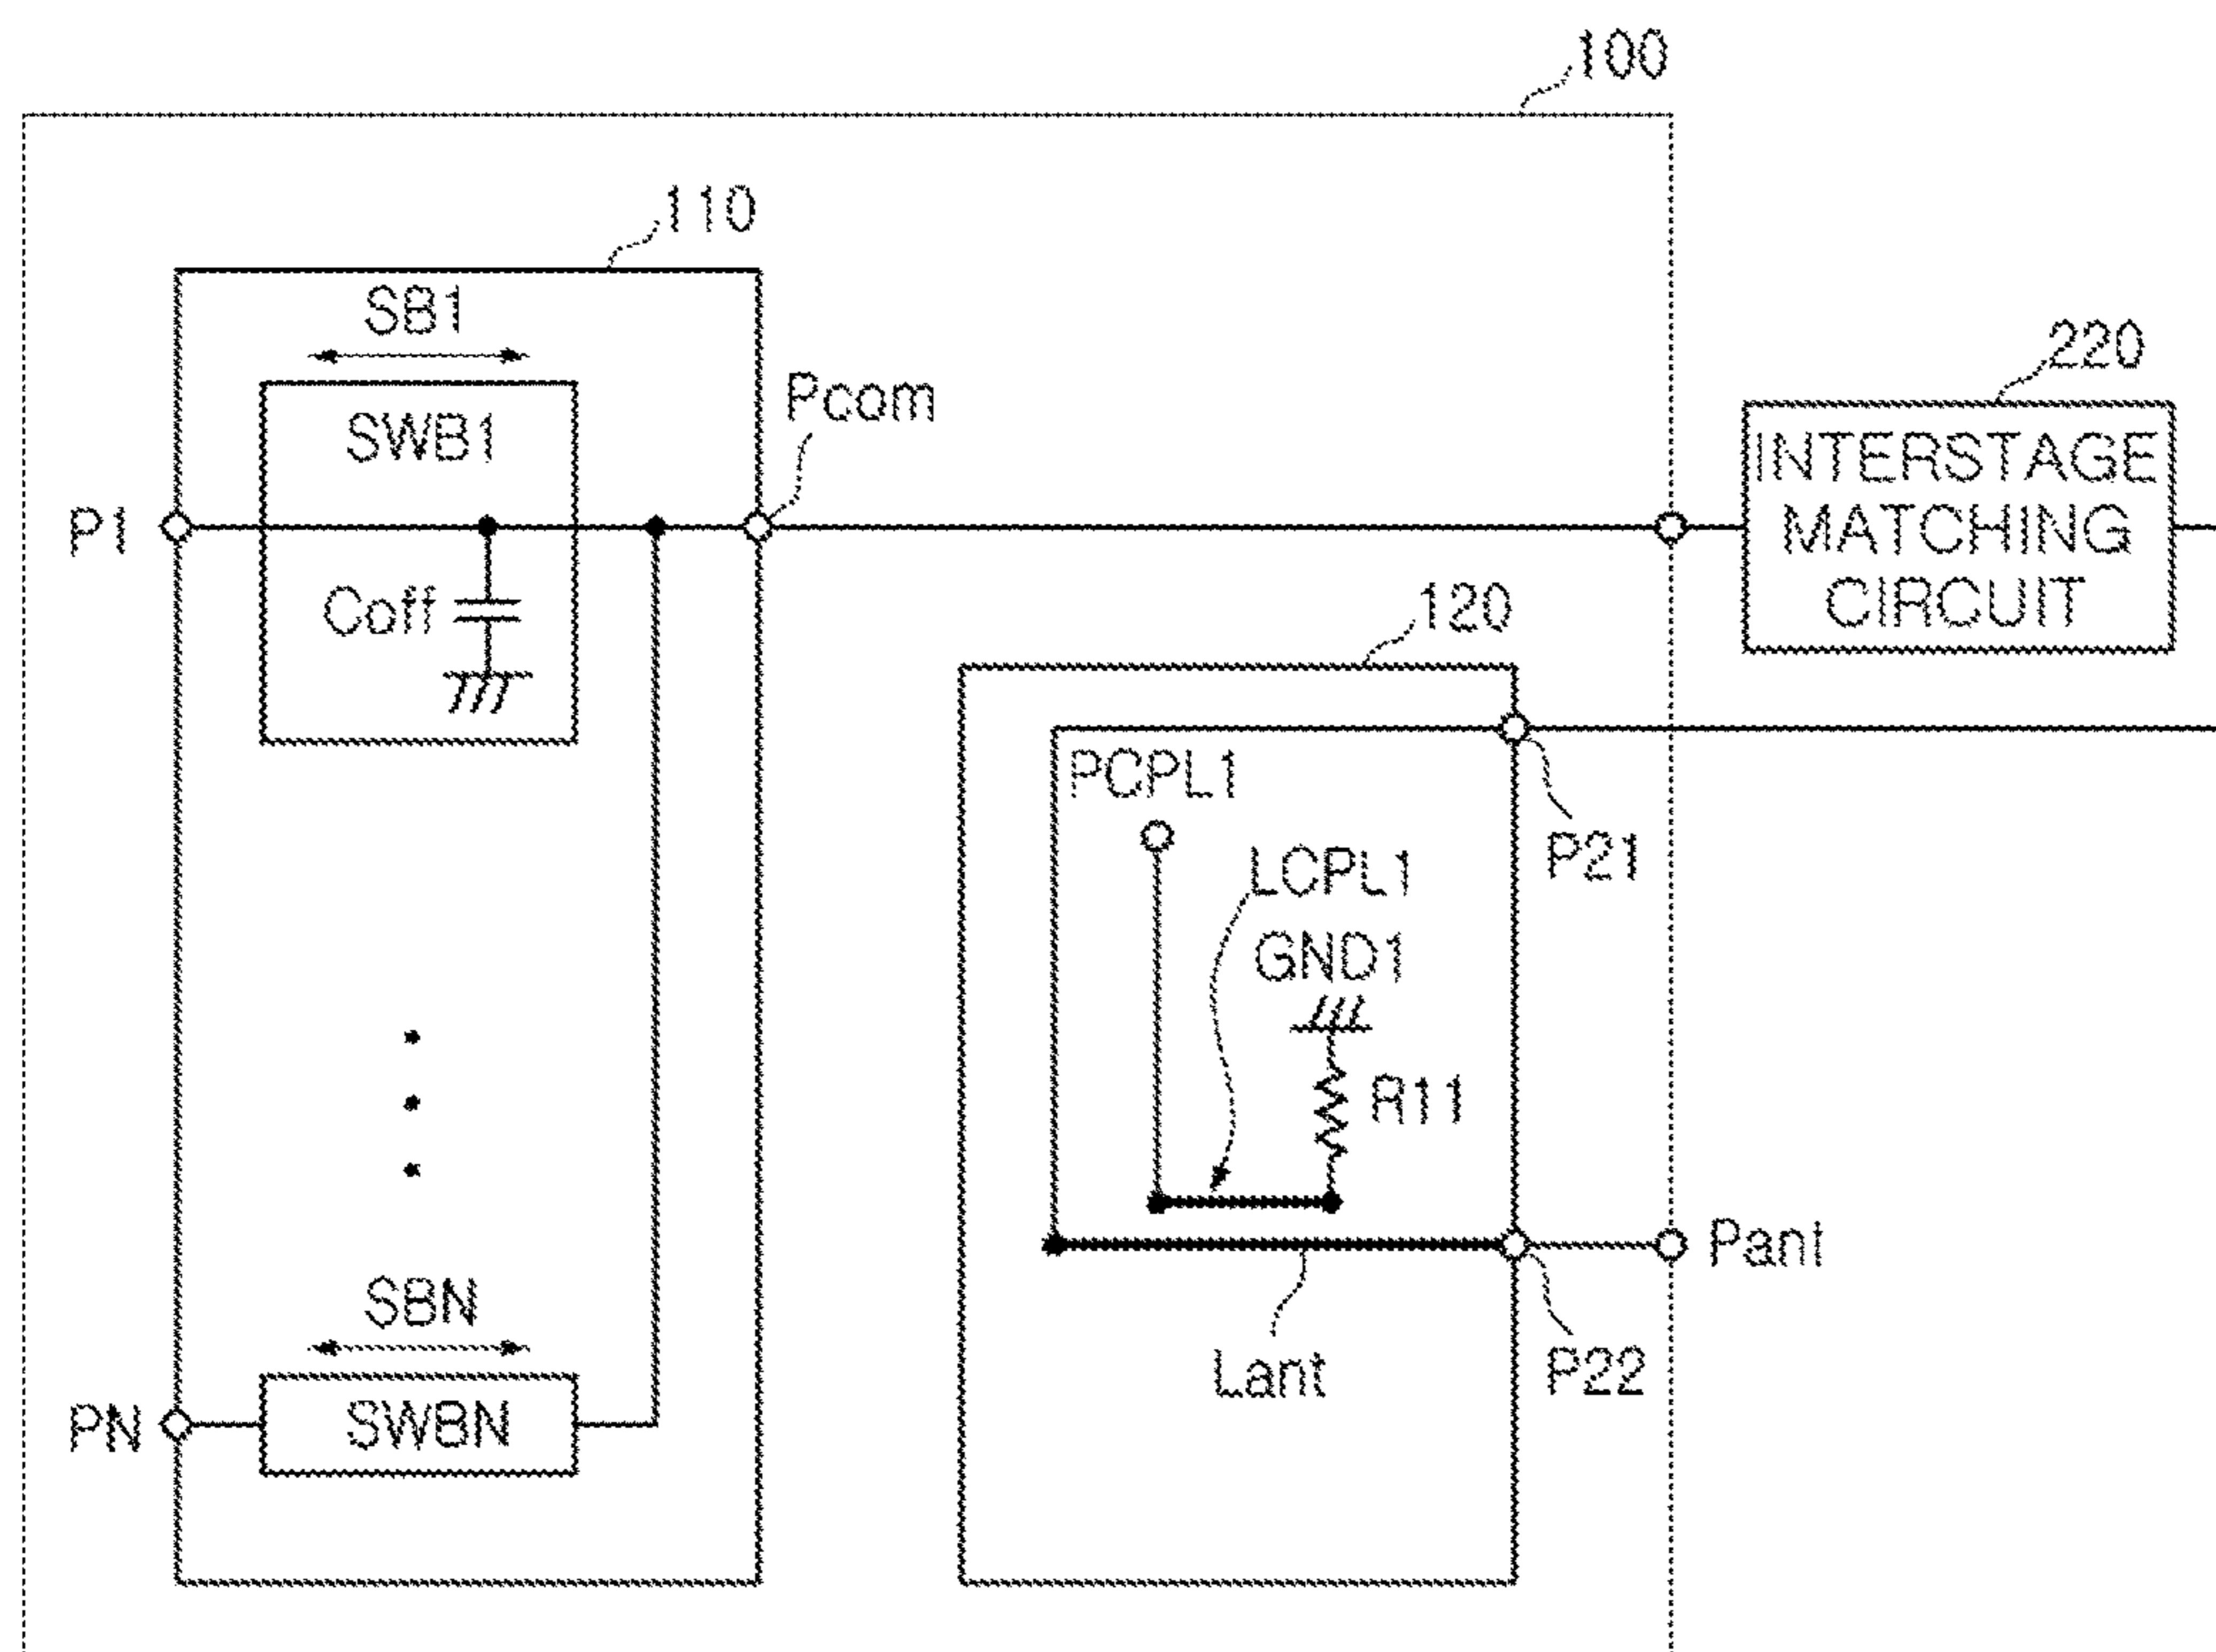 100
110
SB1
SWB1
Pcom
220
INTERSTAGE
MATCHING
CIRCUIT
P1
Coff
120
PCPL1
P21
LCPL1
GND1
R11
Pant
SBN
Lant
P22
PN
SWBN